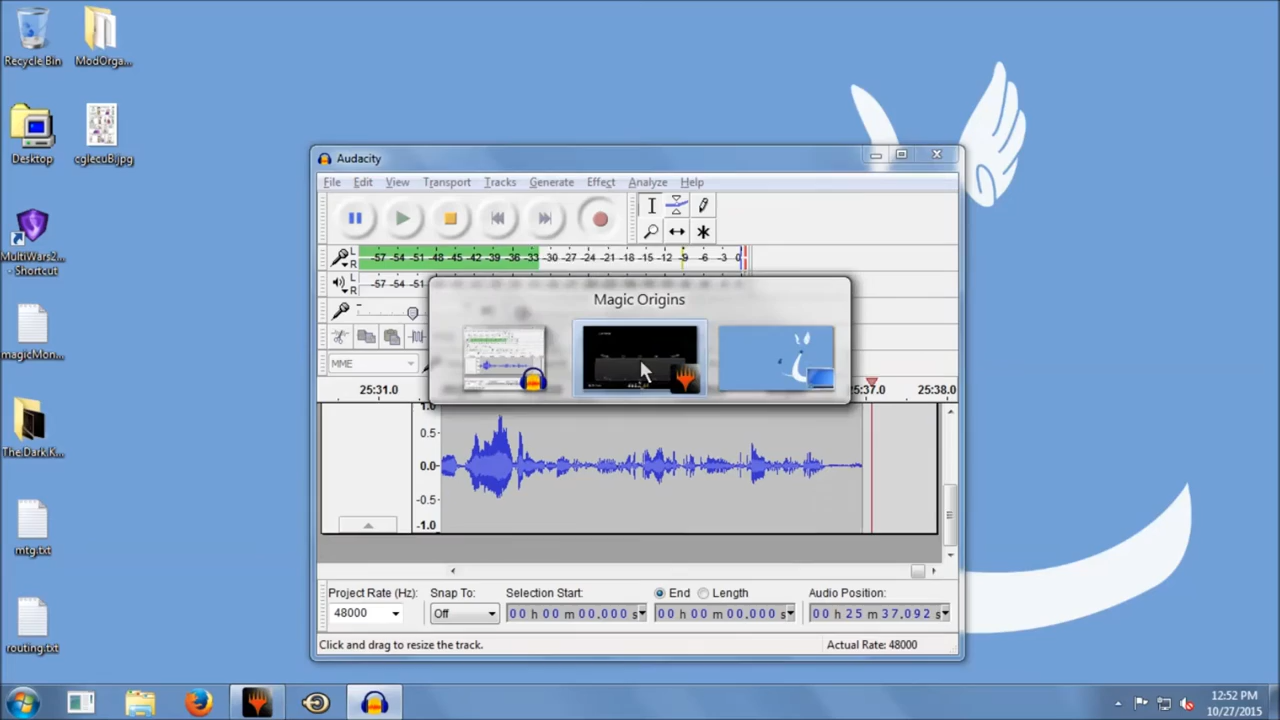 Recycle Bin
ModOrga...
Desktop
cglecuBj.jpg
MultiWars2...
- Shortcut
magicMon...
The Dark K...
mtg.txt
routing.txt
Audacity
File Edit View Transport Tracks Generate Effect Analyze Help
L
R
-57 -54 -51 -48 -45 -42 -39 -36 -33 -30 -27 -24 -21 -18 -15 -12 -9 -6 -3 0
L
R
-57 -54 -51
Magic Origins
MME
25:31.0
25:37.0 25:38.0
1.0
0.5
0.0
-0.5
-1.0
Project Rate (Hz):
48000
Snap To:
Off
Selection Start:
00 h 00 m 00.000 s
End
Length
00 h 00 m 00.000 s
Audio Position:
00 h 25 m 37.092 s
Click and drag to resize the track.
Actual Rate: 48000
12:52 PM
10/27/2015